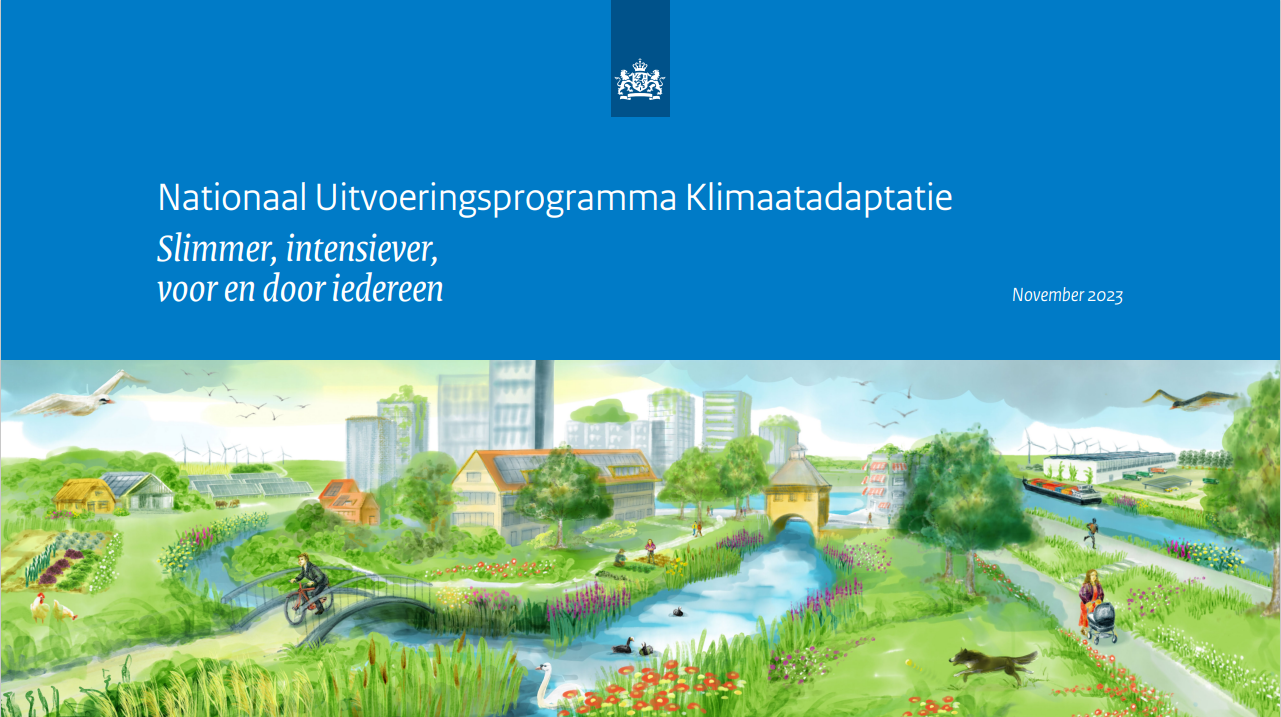 Nationaal Uitvoeringsprogramma Klimaatadaptatie
Slimmer, intensiever,
voor en door iedereen
November 2023